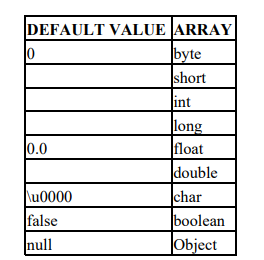 DEFAULT VALUE ARRAY
0 byte
short
int
long
0.0 float
double
\u0000 char
false boolean
null Object